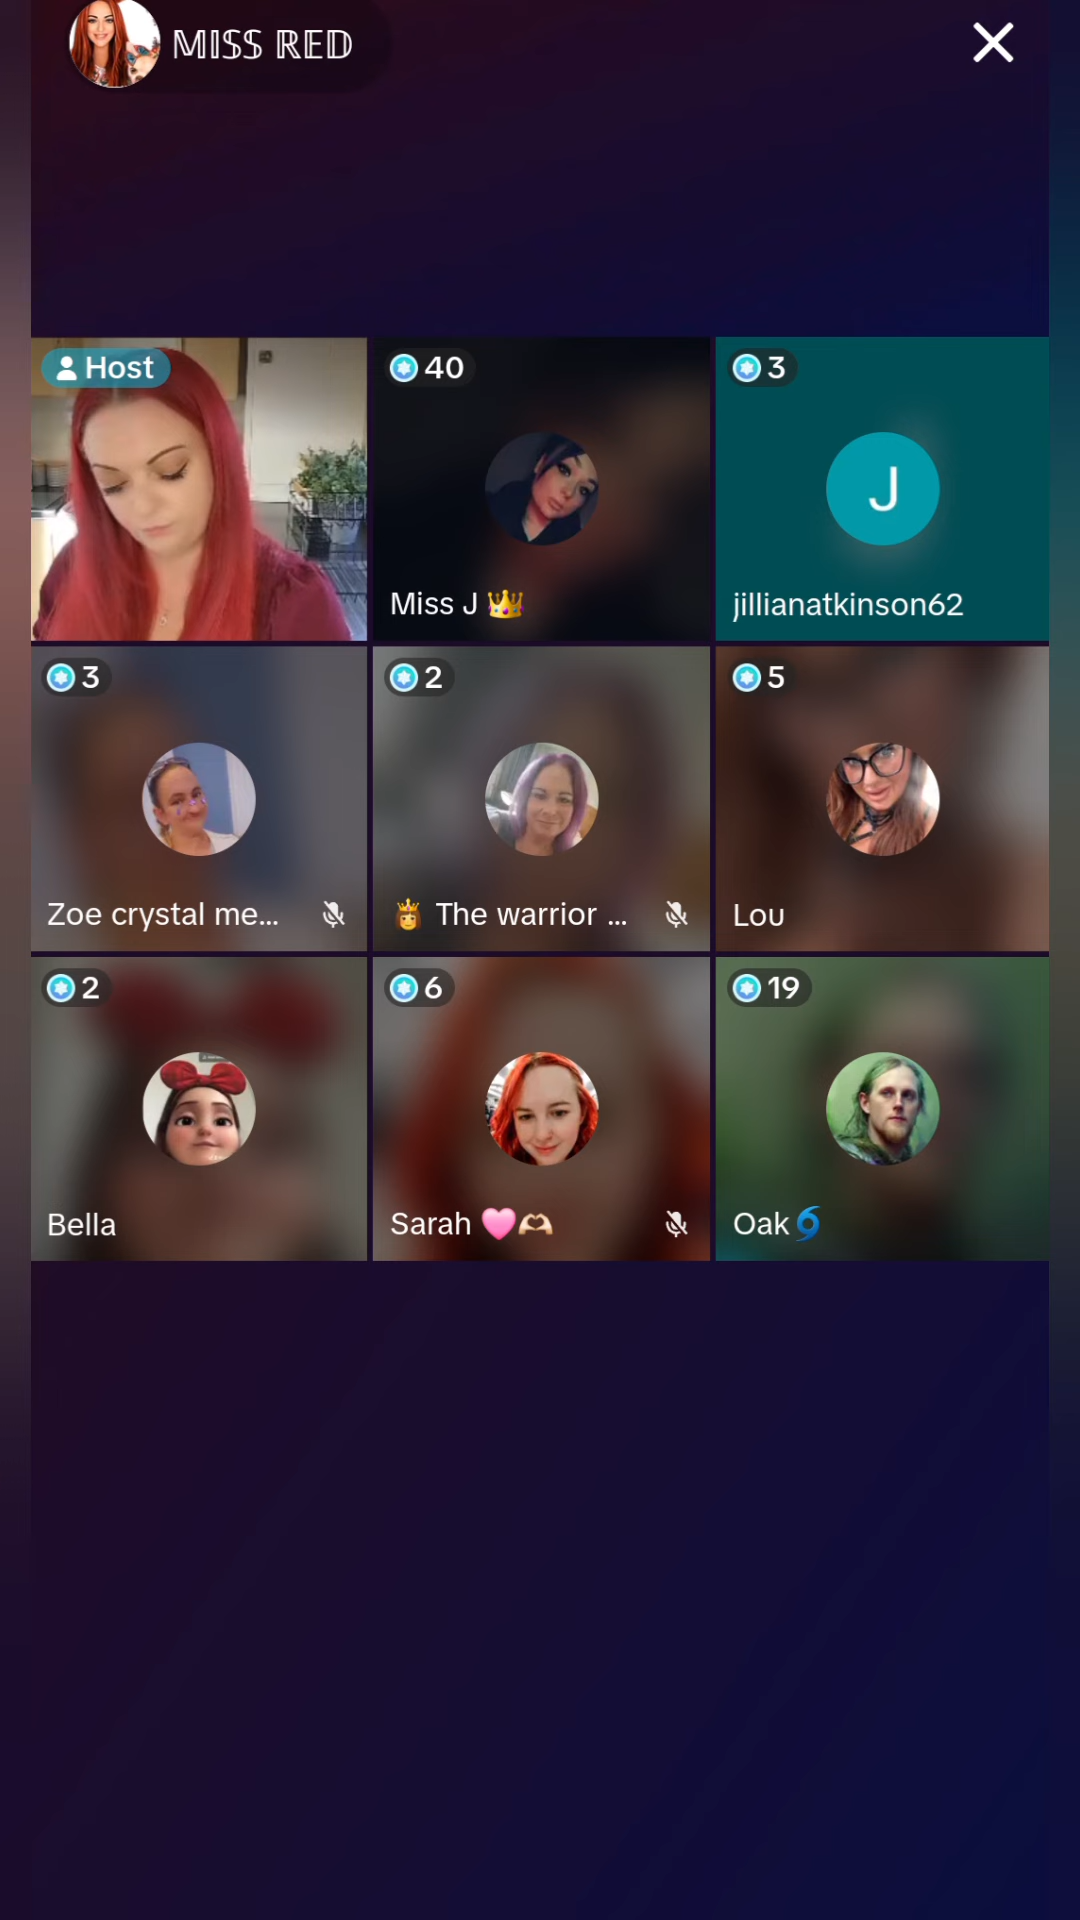 MISS RED
Host
40
3
Miss J 👑
J
jillianatkinson62
3
2
5
Zoe crystal me...
👸 The warrior ...
Lou
2
6
19
Bella
Sarah 🩷🫶🏻
Oak🌀